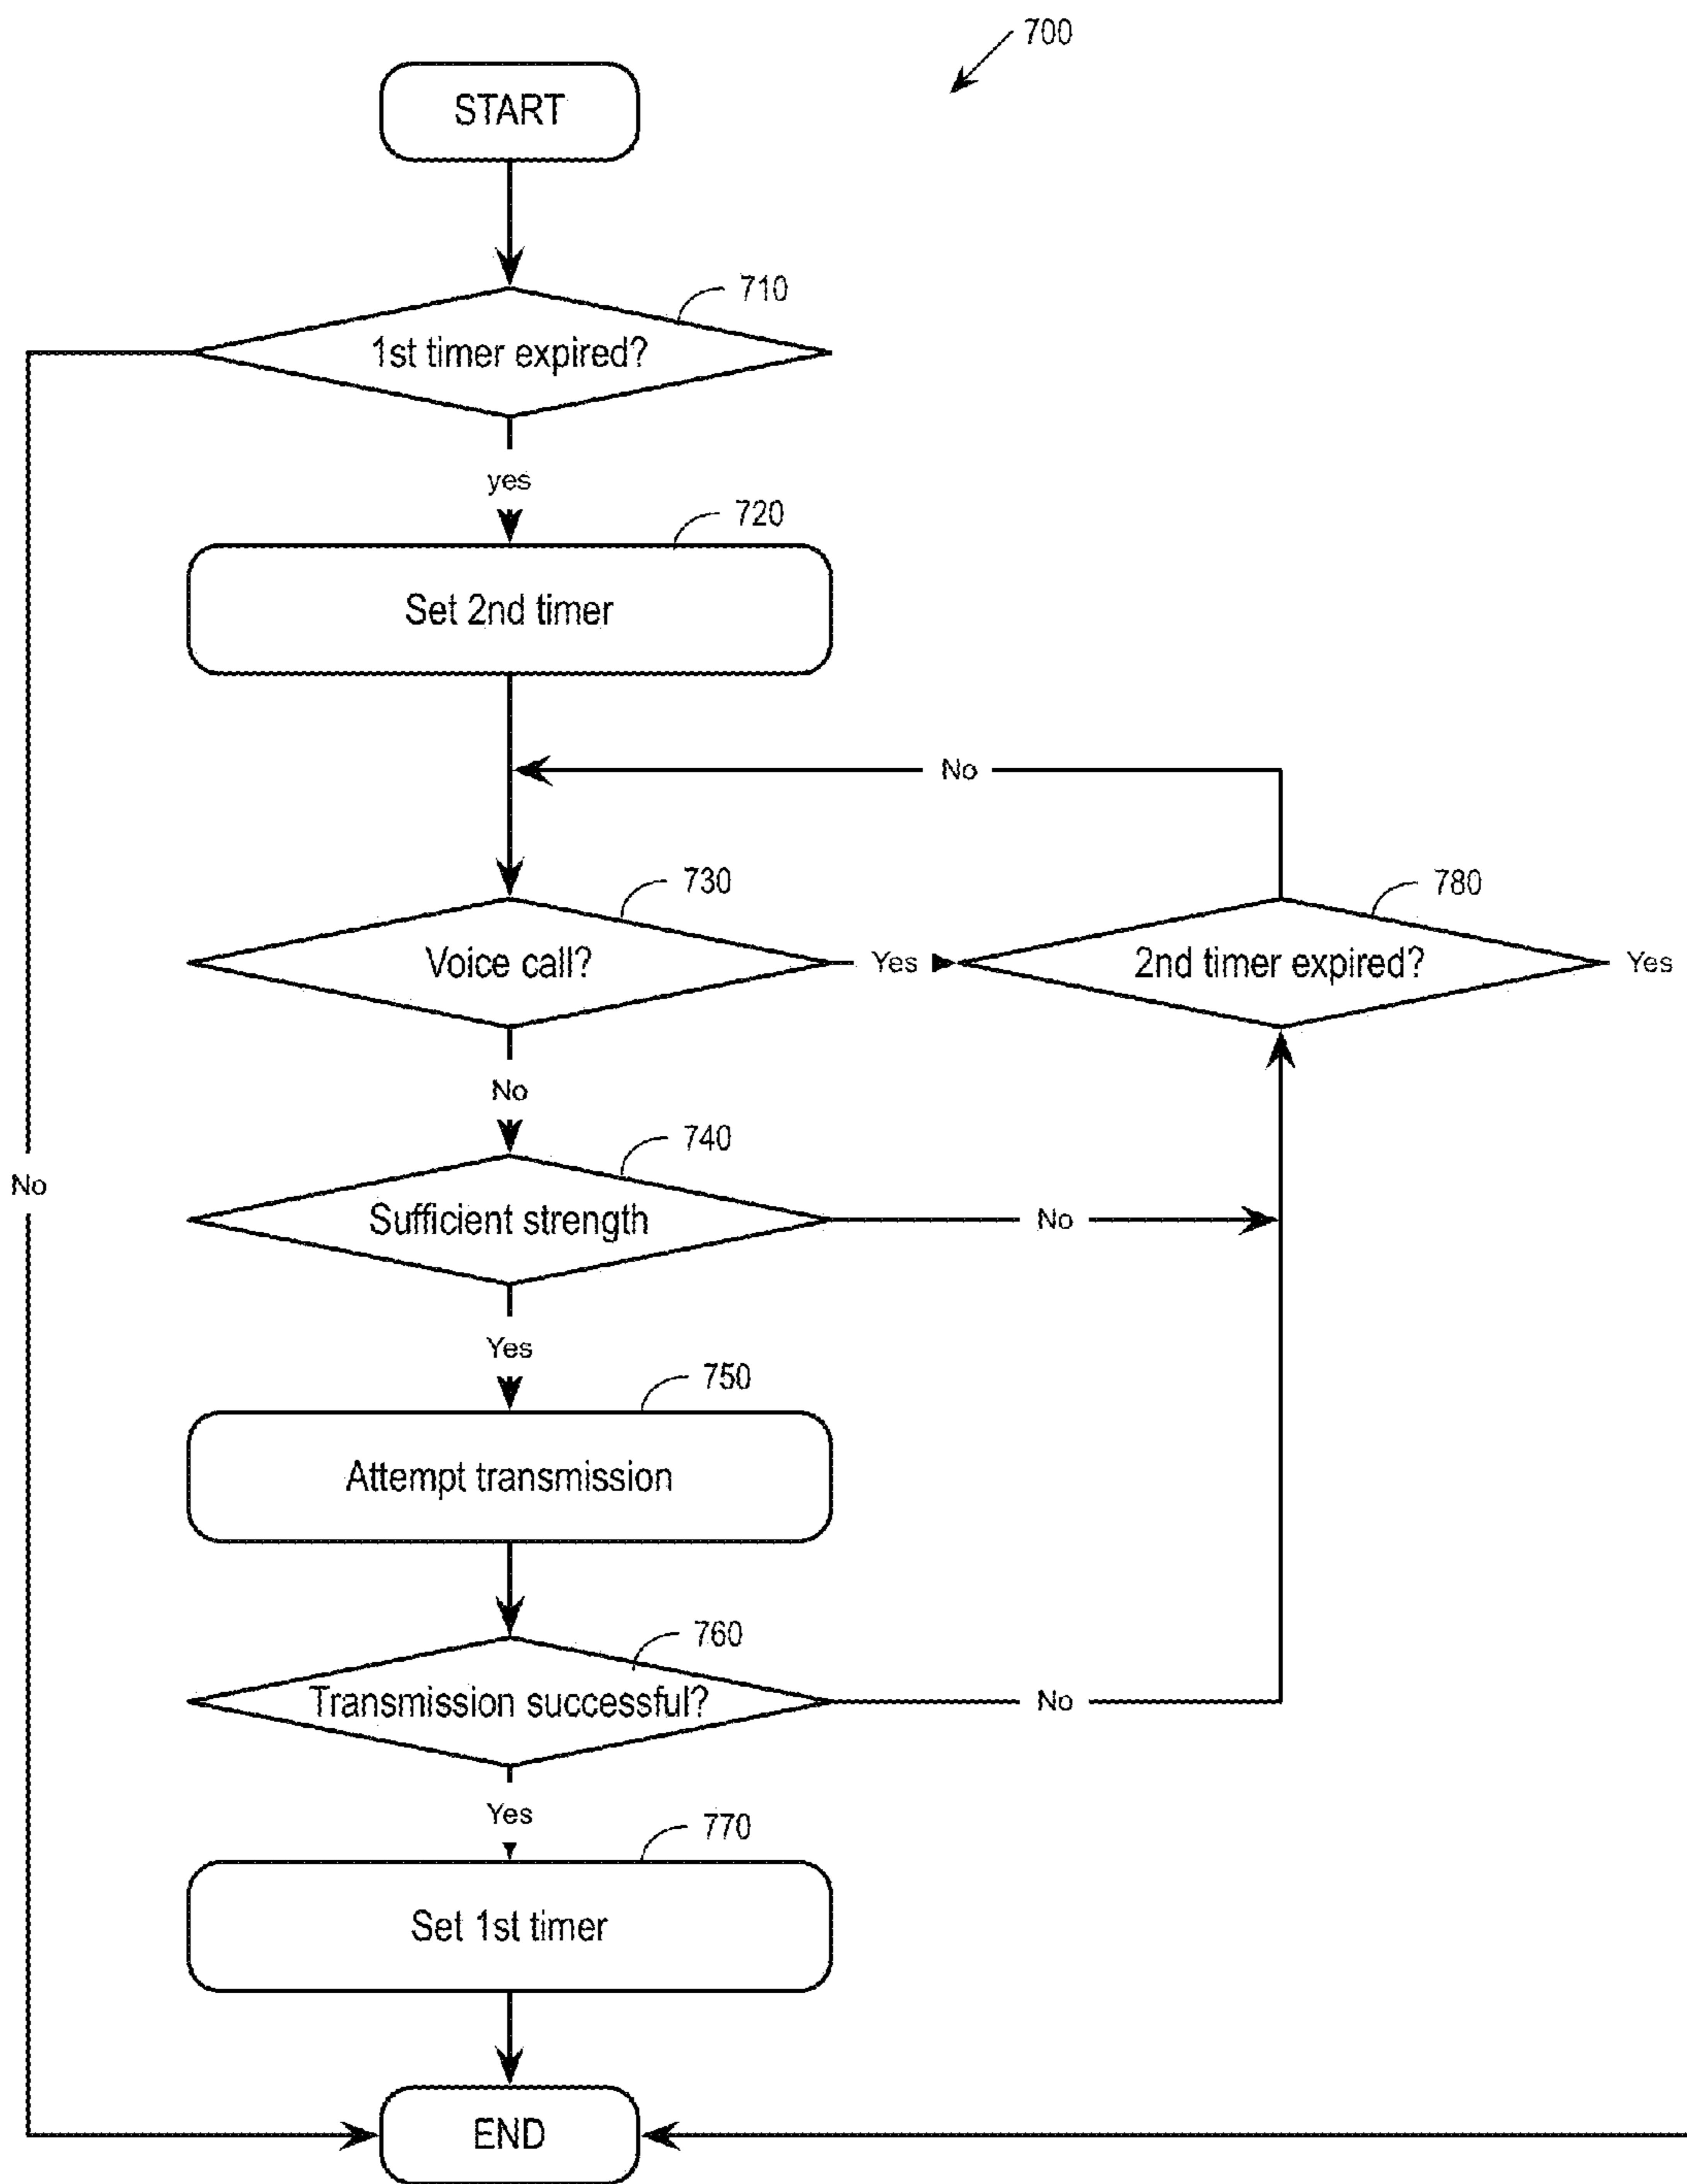 700
START
710
1st timer expired?
yes
720
Set 2nd timer
No
730
780
Voice call?
Yes
2nd timer expired?
Yes
No
740
No
Sufficient strength
No
Yes
750
Attempt transmission
760
Transmission successful?
No
Yes
770
Set 1st timer
END